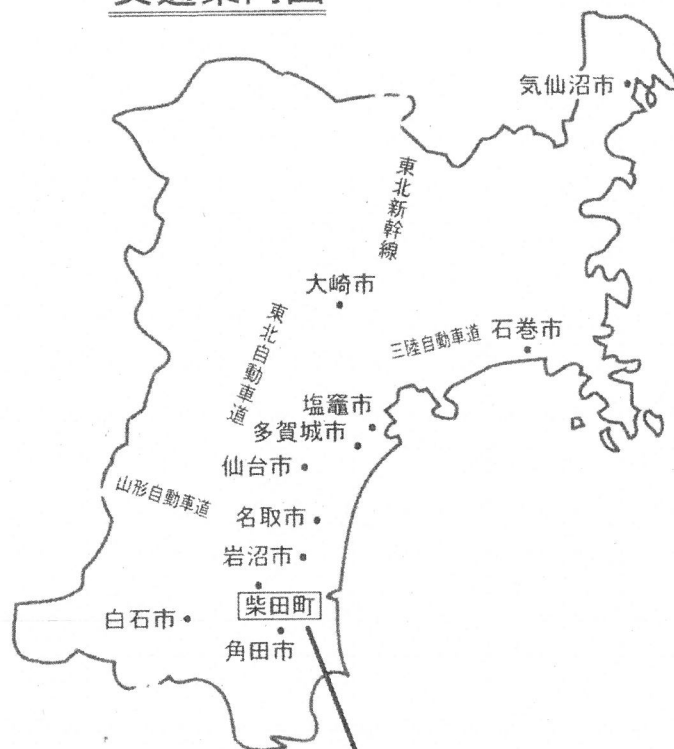 交通案内図
気仙沼市
東北新幹線
大崎市
東北自動車道
三陸自動車道
石巻市
塩竈市
多賀城市
仙台市
山形自動車道
名取市
岩沼市
柴田町
白石市
角田市